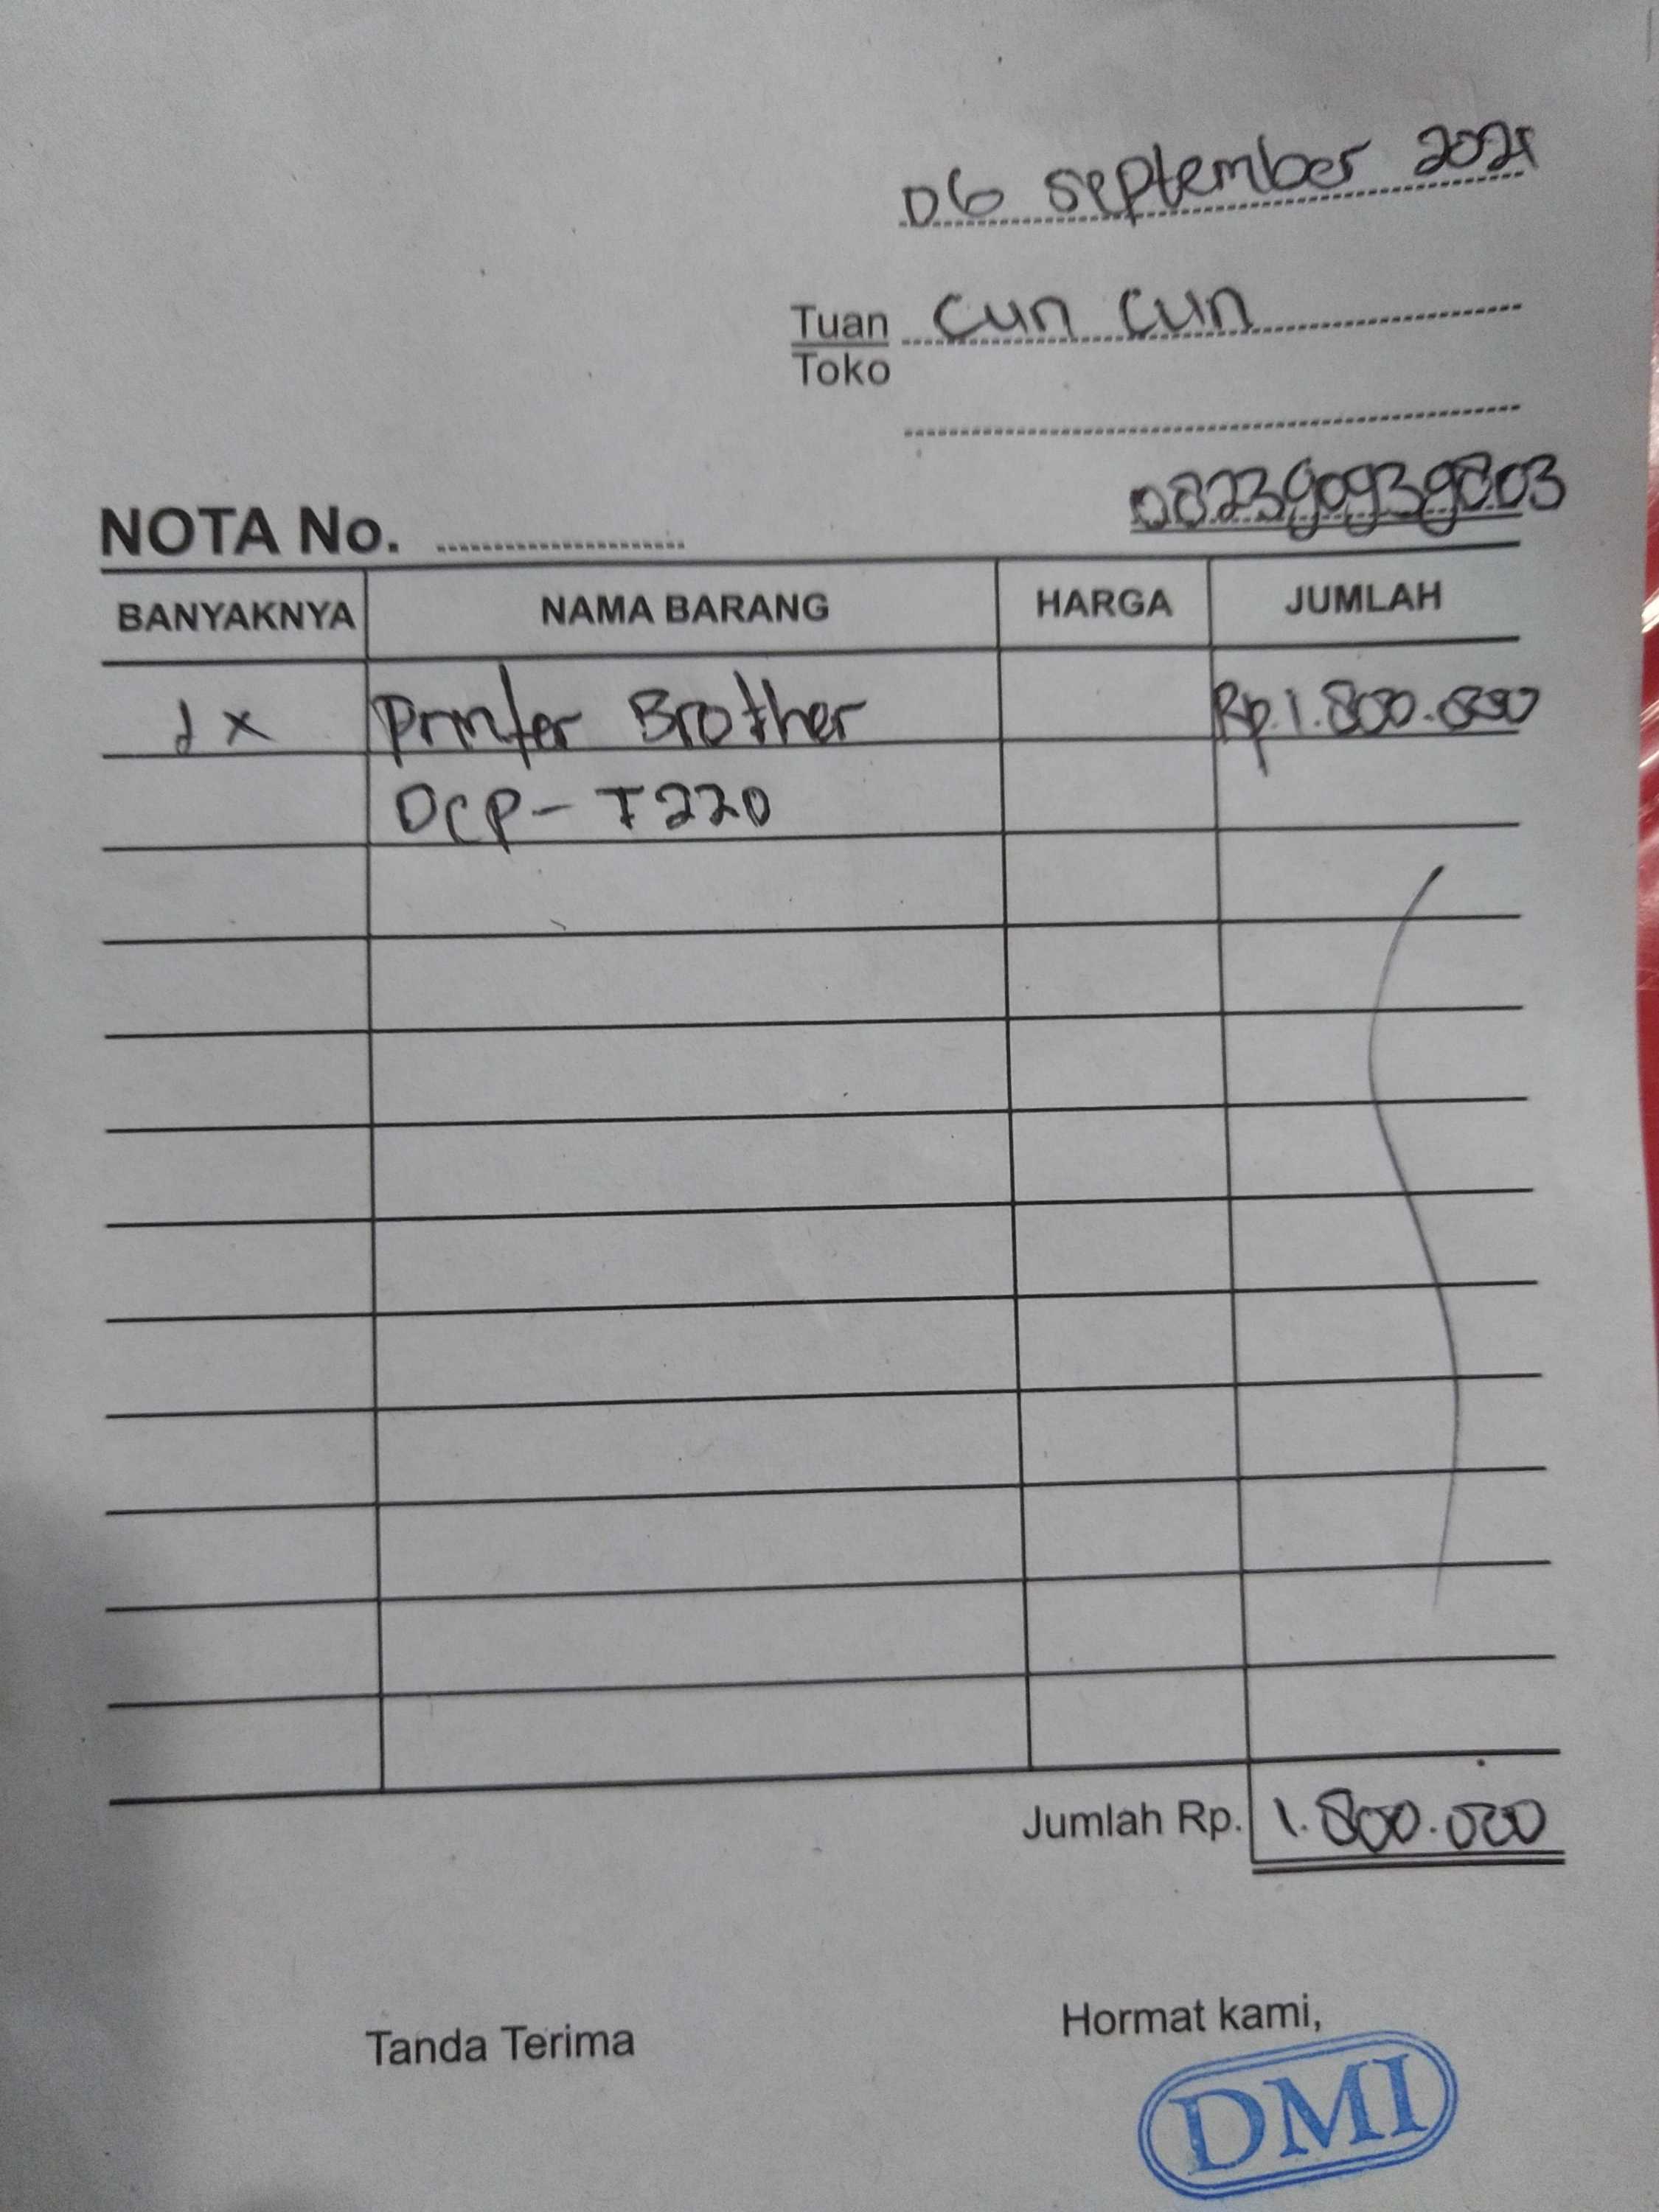 06 September 2021
Tuan Cun Cun
Toko
NOTA No. 082390939803
BANYAKNYA NAMA BARANG HARGA JUMLAH
1 x Printer Brother Rp.1.800.000
DCP- T220
Jumlah Rp. 1.800.000
Tanda Terima Hormat kami,
DMI